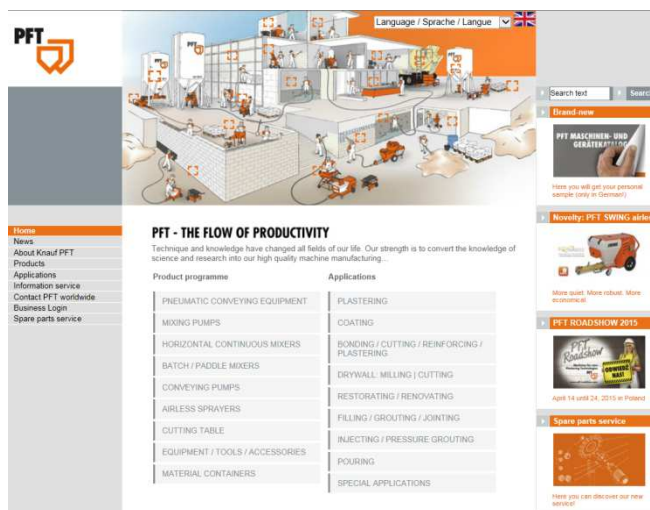 PFT
Language / Sprache / Langue
Search text
Searc
Brand-new
PFT MASCHINEN- UND
GERÄTEKATALOG
Here you will get your personal
sample (only in German!)
Home
News
About Knauf PFT
Products
Applications
Information service
Contact PFT worldwide
Business Login
Spare parts service
PFT - THE FLOW OF PRODUCTIVITY
Technique and knowledge have changed all fields of our life. Our strength is to convert the knowledge of
science and research into our high quality machine manufacturing...
Product programme
PNEUMATIC CONVEYING EQUIPMENT
MIXING PUMPS
HORIZONTAL CONTINUOUS MIXERS
BATCH / PADDLE MIXERS
CONVEYING PUMPS
AIRLESS SPRAYERS
CUTTING TABLE
EQUIPMENT / TOOLS / ACCESSORIES
MATERIAL CONTAINERS
Applications
PLASTERING
COATING
BONDING / CUTTING / REINFORCING /
PLASTERING
DRYWALL: MILLING | CUTTING
RESTORATING / RENOVATING
FILLING / GROUTING / JOINTING
INJECTING / PRESSURE GROUTING
POURING
SPECIAL APPLICATIONS
Novelty: PFT SWING airles
More quiet. More robust. More
economical.
PFT ROADSHOW 2015
PFT
Roadshow
ODWIEDŹ
NAS!
April 14 until 24, 2015 in Poland
Spare parts service
Here you can discover our new
service!